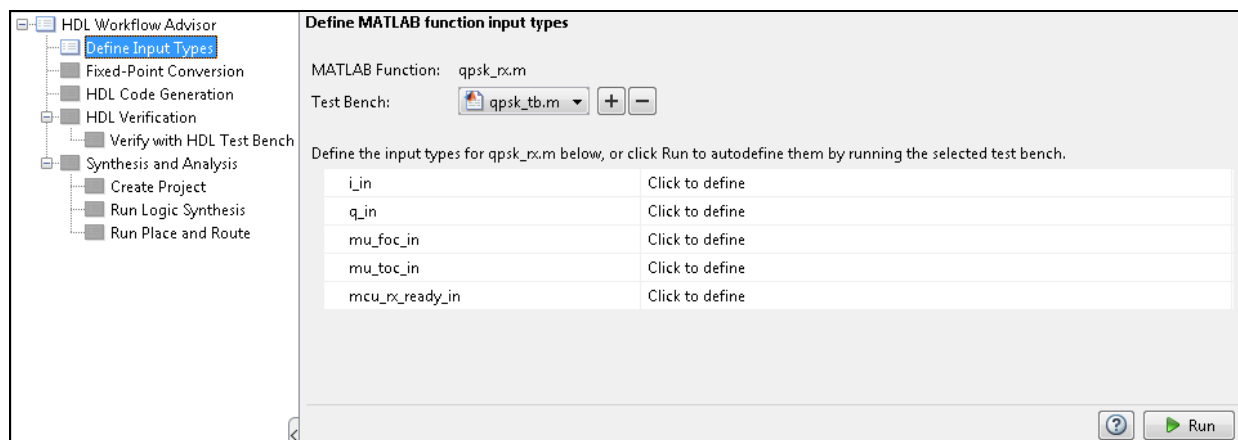 HDL Workflow Advisor
Define Input Types
Fixed-Point Conversion
HDL Code Generation
HDL Verification
Verify with HDL Test Bench
Synthesis and Analysis
Create Project
Run Logic Synthesis
Run Place and Route
Define MATLAB function input types
MATLAB Function: qpsk_rx.m
Test Bench: qpsk_tb.m
Define the input types for qpsk_rx.m below, or click Run to autodefine them by running the selected test bench.
i_in Click to define
q_in Click to define
mu_foc_in Click to define
mu_toc_in Click to define
mcu_rx_ready_in Click to define
Run